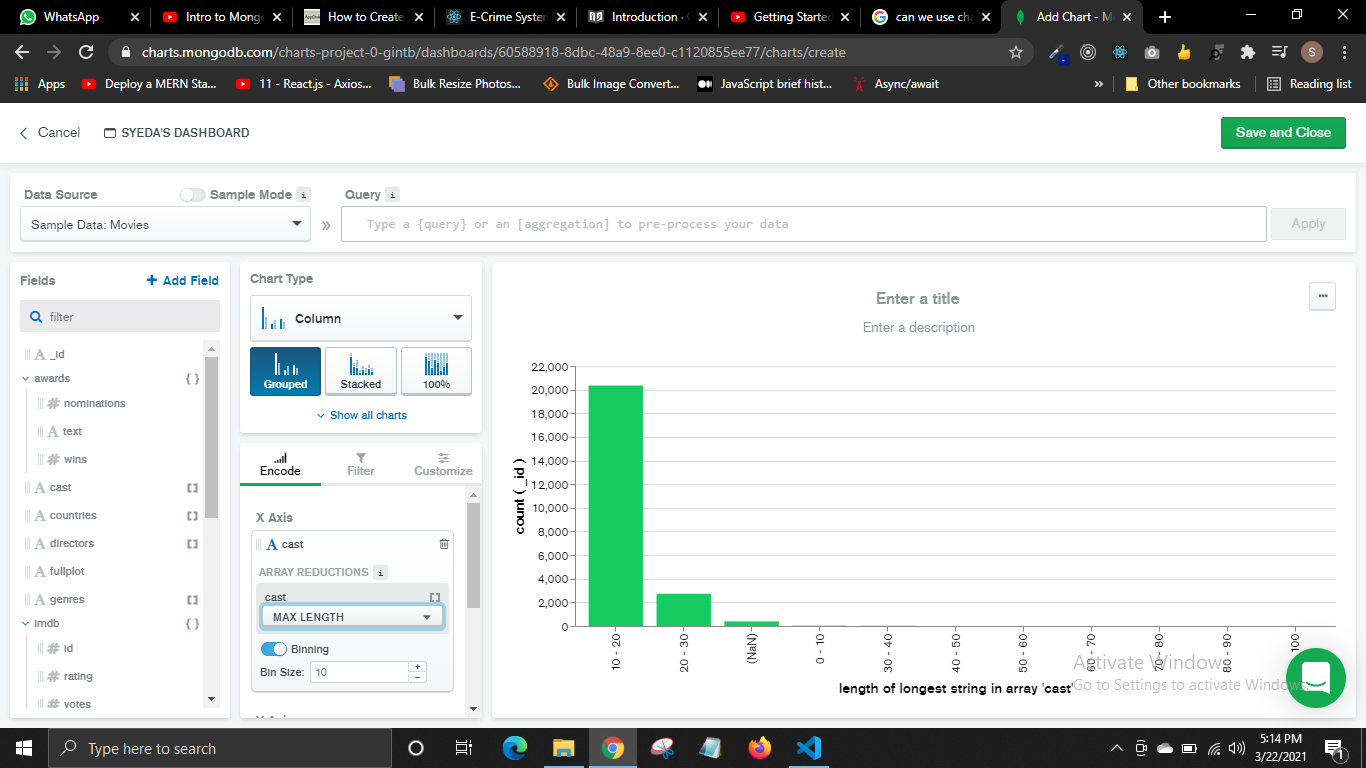 WhatsApp
Intro to Mongo
How to Create
E-Crime System
Introduction
Getting Started
can we use cha
Add Chart - M
charts.mongodb.com/charts-project-0-gintb/dashboards/60588918-8dbc-48a9-8ee0-c1120855ee77/charts/create
S
Apps
Deploy a MERN Sta...
11 - React.js - Axios...
Bulk Resize Photos...
Bulk Image Convert...
JavaScript brief hist...
Async/await
»
Other bookmarks
Reading list
Cancel
SYEDA'S DASHBOARD
Save and Close
Data Source
Sample Mode
i
Query
i
Sample Data: Movies
»
Type a {query} or an [aggregation] to pre-process your data
Apply
Fields
+ Add Field
filter
A _id
awards { }
# nominations
A text
# wins
A cast [ ]
A countries [ ]
A directors [ ]
A fullplot
A genres [ ]
imdb { }
# id
# rating
# votes
Chart Type
Column
Grouped
Stacked
100%
Show all charts
Encode
Filter
Customize
X Axis
A cast
ARRAY REDUCTIONS i
cast [ ]
MAX LENGTH
Binning
Bin Size: 10 + -
Enter a title
...
Enter a description
count ( _id )
22,000
20,000
18,000
16,000
14,000
12,000
10,000
8,000
6,000
4,000
2,000
0
10 - 20
20 - 30
(NaN)
0 - 10
30 - 40
40 - 50
50 - 60
60 - 70
70 - 80
80 - 90
100
length of longest string in array 'cast'
Activate Windows
Go to Settings to activate Windows.
Type here to search
5:14 PM
3/22/2021
1